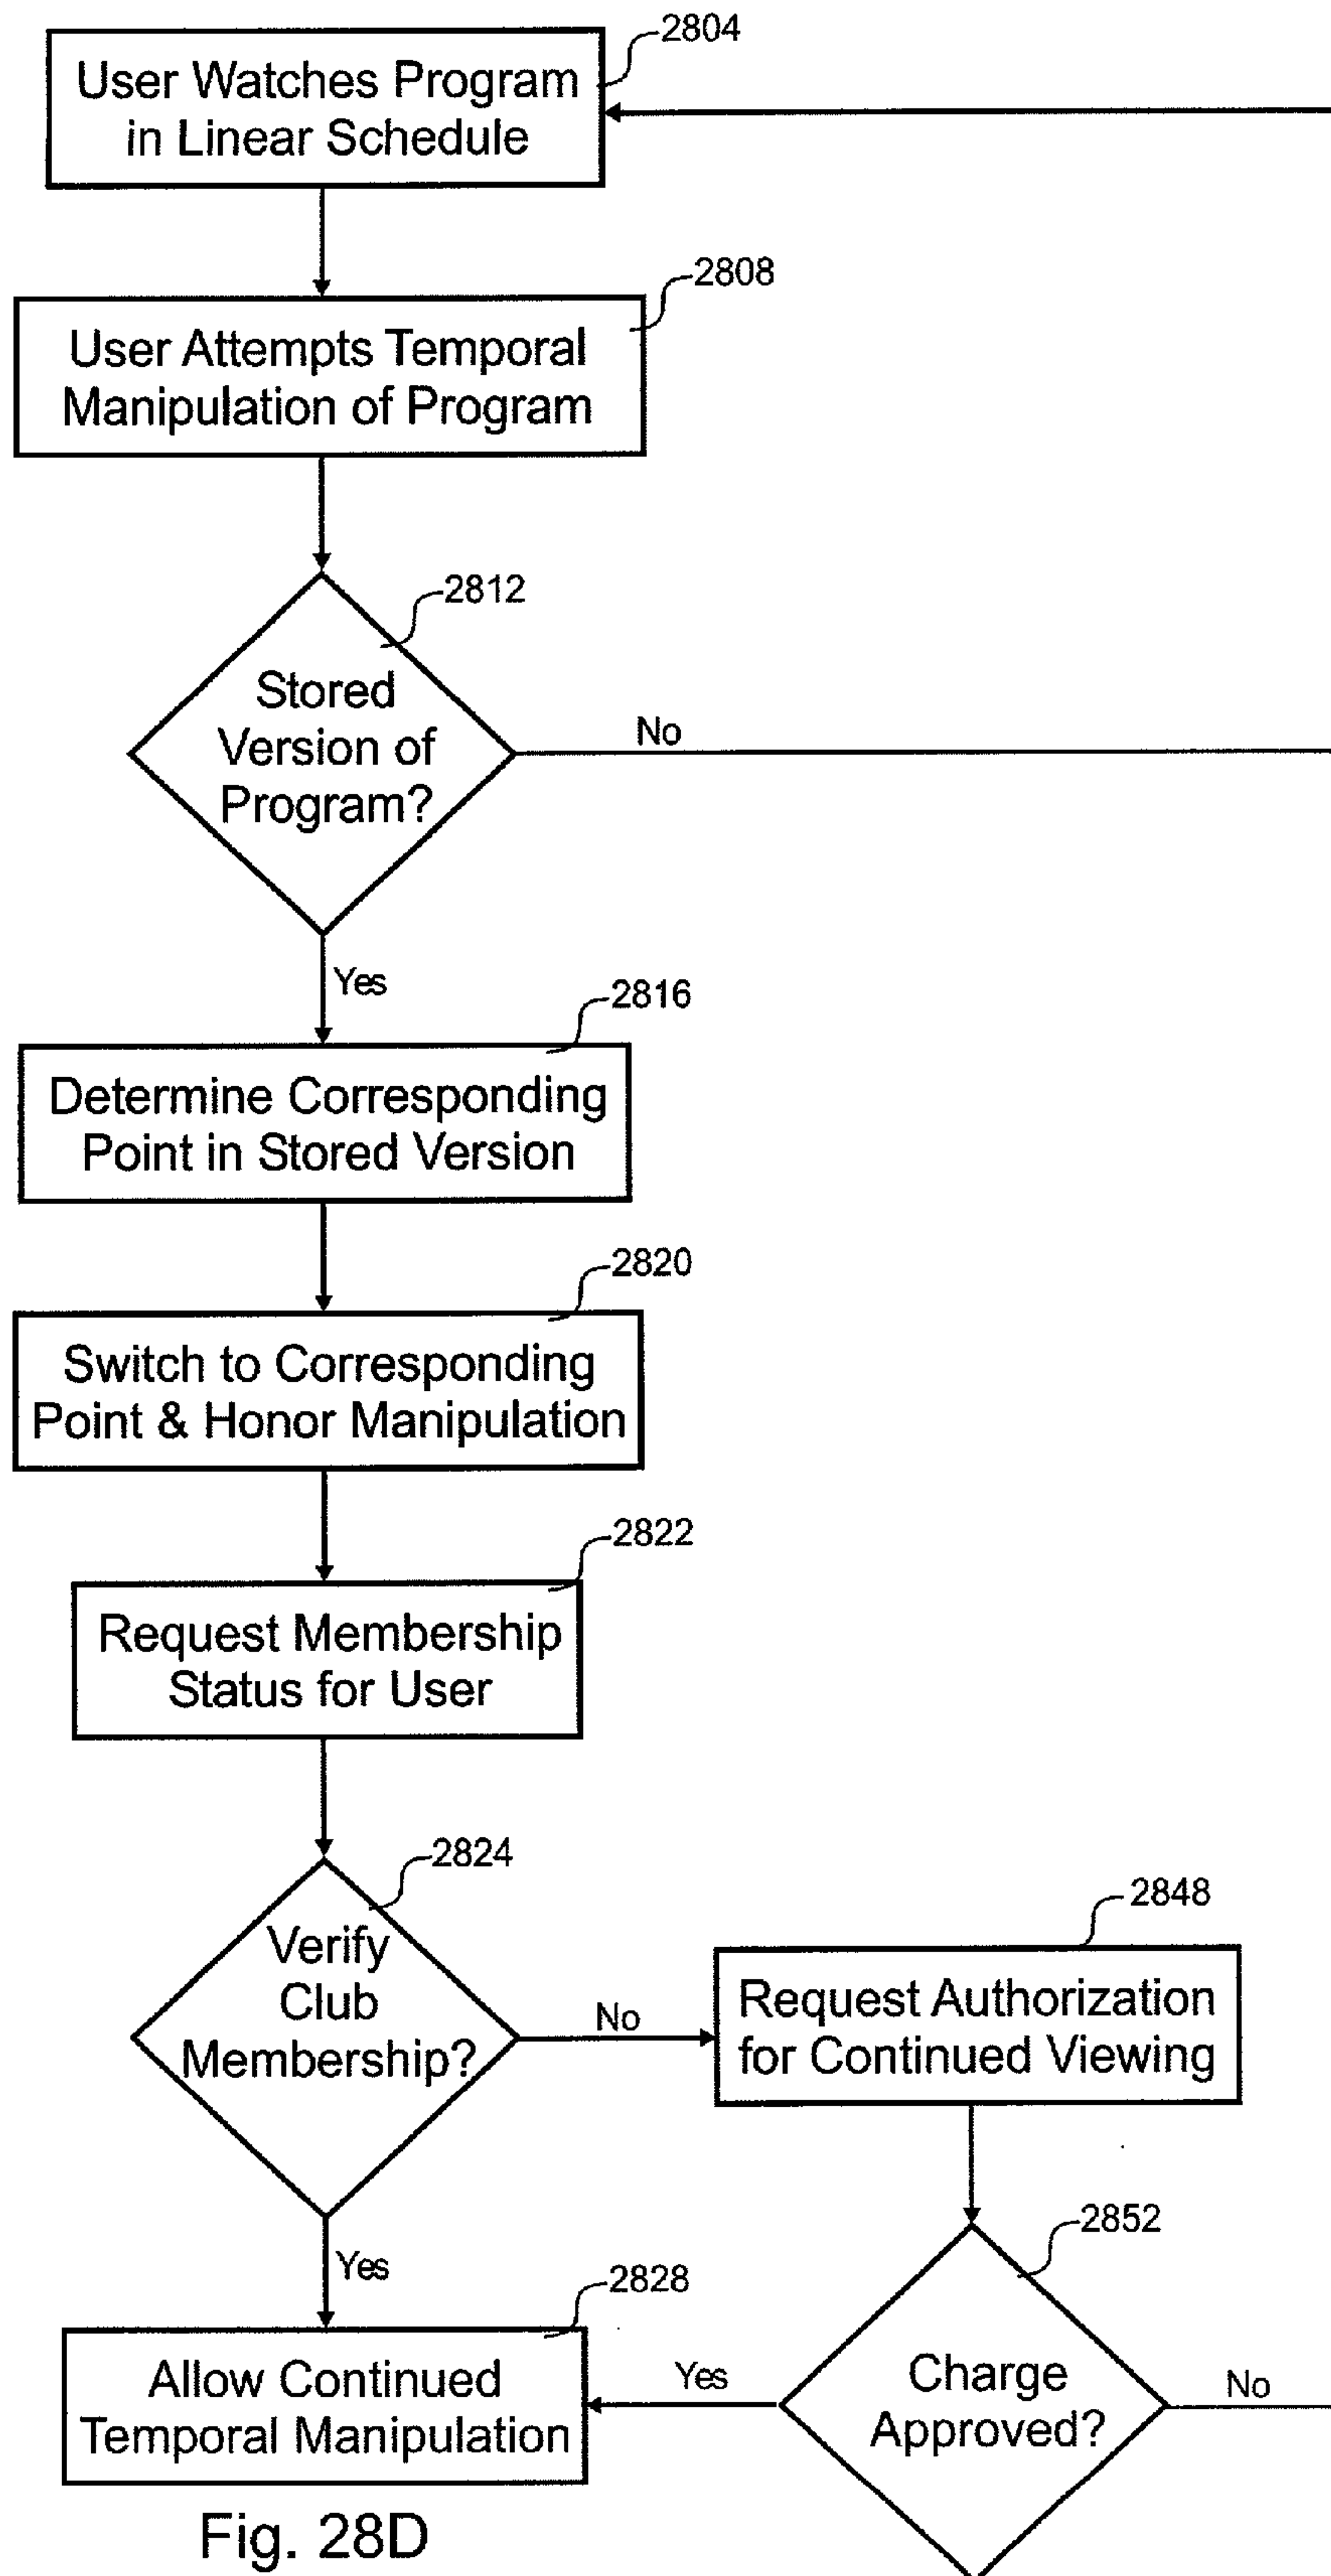 2804
User Watches Program
in Linear Schedule
2808
User Attempts Temporal
Manipulation of Program
2812
Stored
Version of
Program?
No
Yes
2816
Determine Corresponding
Point in Stored Version
2820
Switch to Corresponding
Point & Honor Manipulation
2822
Request Membership
Status for User
2824
Verify
Club
Membership?
No
2848
Request Authorization
for Continued Viewing
Yes
2852
Charge
Approved?
Yes
No
2828
Allow Continued
Temporal Manipulation
Fig. 28D